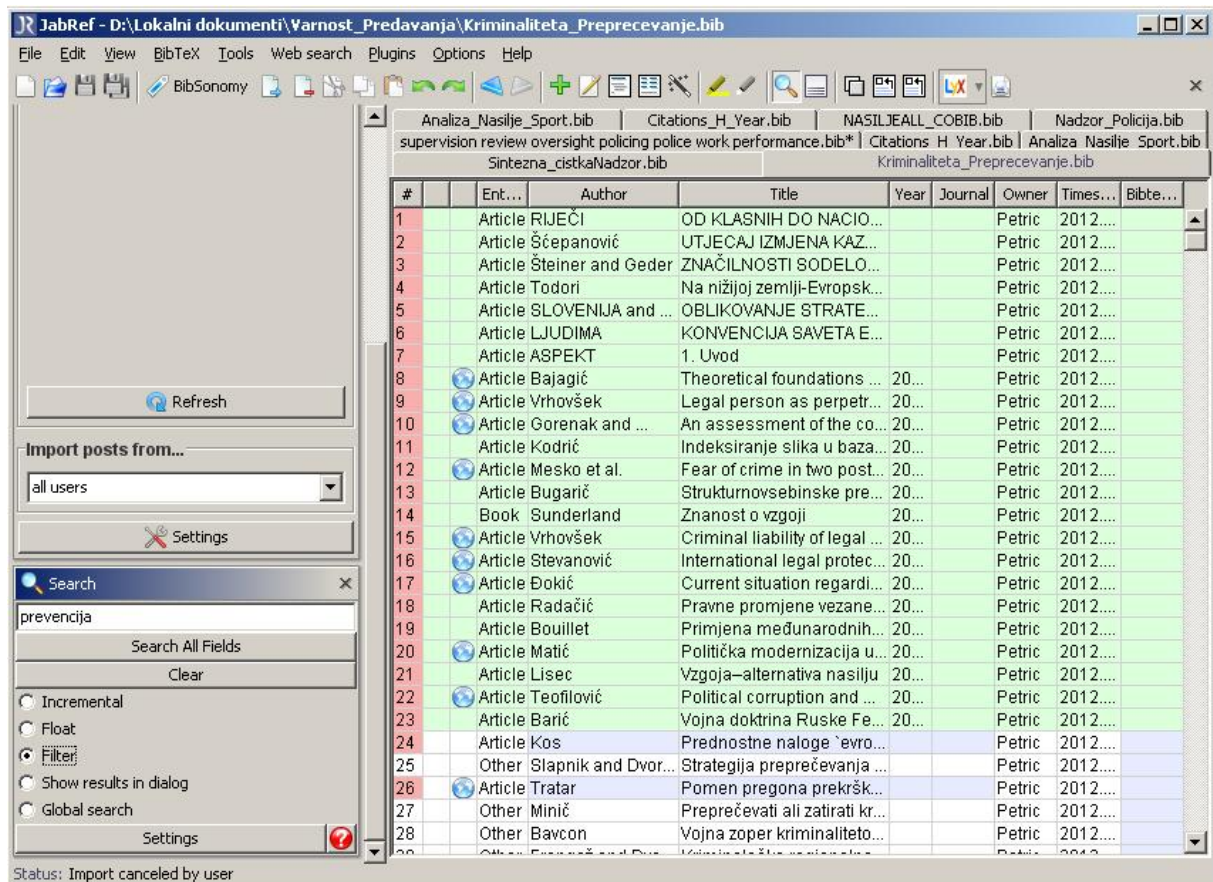 JabRef - D:\Lokalni dokumenti\Varnost_Predavanja\Kriminaliteta_Preprecevanje.bib
File Edit View BibTeX Tools Web search Plugins Options Help
BibSonomy LyX
Analiza_Nasilje_Sport.bib Citations_H_Year.bib NASILJEALL_COBIB.bib Nadzor_Policija.bib
supervision review oversight policing police work performance.bib* Citations_H_Year.bib Analiza_Nasilje_Sport.bib
Sintezna_cistkaNadzor.bib Kriminaliteta_Preprecevanje.bib
Refresh
Import posts from...
all users
Settings
Search
prevencija
Search All Fields
Clear
Incremental
Float
Filter
Show results in dialog
Global search
Settings
# Ent... Author Title Year Journal Owner Times... Bibte...
1 Article RIJEČI OD KLASNIH DO NACIO... Petric 2012....
2 Article Šćepanović UTJECAJ IZMJENA KAZ... Petric 2012....
3 Article Šteiner and Geder ZNAČILNOSTI SODELO... Petric 2012....
4 Article Todori Na nižijoj zemlji-Evropsk... Petric 2012....
5 Article SLOVENIJA and ... OBLIKOVANJE STRATE... Petric 2012....
6 Article LJUDIMA KONVENCIJA SAVETA E... Petric 2012....
7 Article ASPEKT 1. Uvod Petric 2012....
8 Article Bajagić Theoretical foundations ... 20... Petric 2012....
9 Article Vrhovšek Legal person as perpetr... 20... Petric 2012....
10 Article Gorenak and ... An assessment of the co... 20... Petric 2012....
11 Article Kodrić Indeksiranje slika u baza... 20... Petric 2012....
12 Article Mesko et al. Fear of crime in two post... 20... Petric 2012....
13 Article Bugarič Strukturnovsebinske pre... 20... Petric 2012....
14 Book Sunderland Znanost o vzgoji 20... Petric 2012....
15 Article Vrhovšek Criminal liability of legal ... 20... Petric 2012....
16 Article Stevanović International legal protec... 20... Petric 2012....
17 Article Đokić Current situation regardi... 20... Petric 2012....
18 Article Radačić Pravne promjene vezane... 20... Petric 2012....
19 Article Bouillet Primjena međunarodnih... 20... Petric 2012....
20 Article Matić Politička modernizacija u... 20... Petric 2012....
21 Article Lisec Vzgoja–alternativa nasilju 20... Petric 2012....
22 Article Teofilović Political corruption and ... 20... Petric 2012....
23 Article Barić Vojna doktrina Ruske Fe... 20... Petric 2012....
24 Article Kos Prednostne naloge `evro... Petric 2012....
25 Other Slapnik and Dvor... Strategija preprečevanja ... Petric 2012....
26 Article Tratar Pomen pregona prekršk... Petric 2012....
27 Other Minič Preprečevati ali zatirati kr... Petric 2012....
28 Other Bavcon Vojna zoper kriminaliteto... Petric 2012....
Status: Import canceled by user